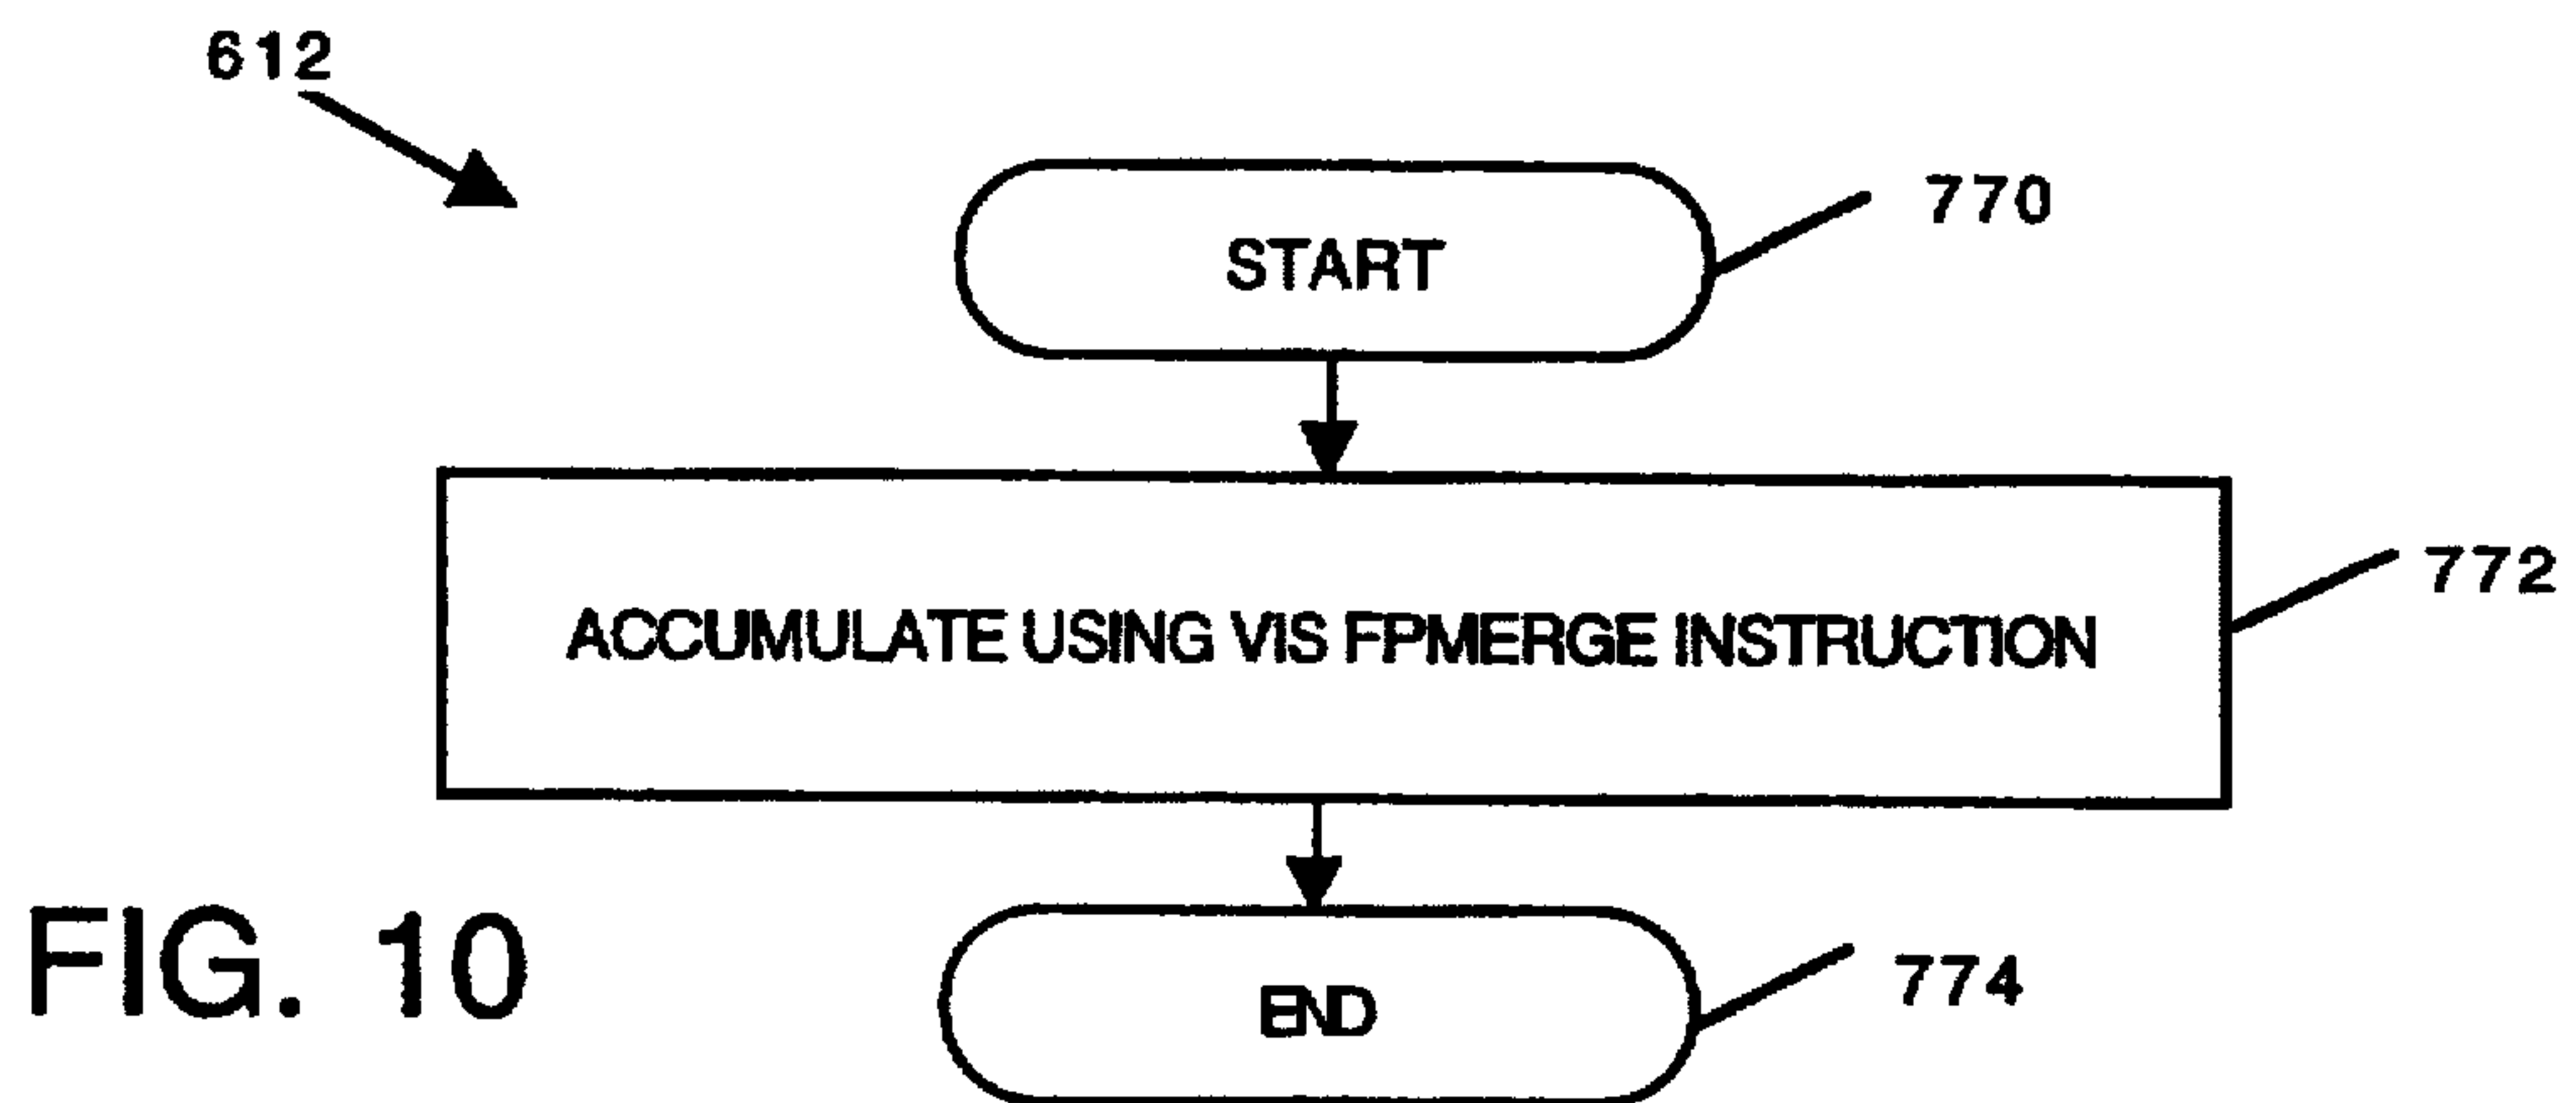 612
770
START
772
ACCUMULATE USING VIS FPMERGE INSTRUCTION
774
END
FIG. 10